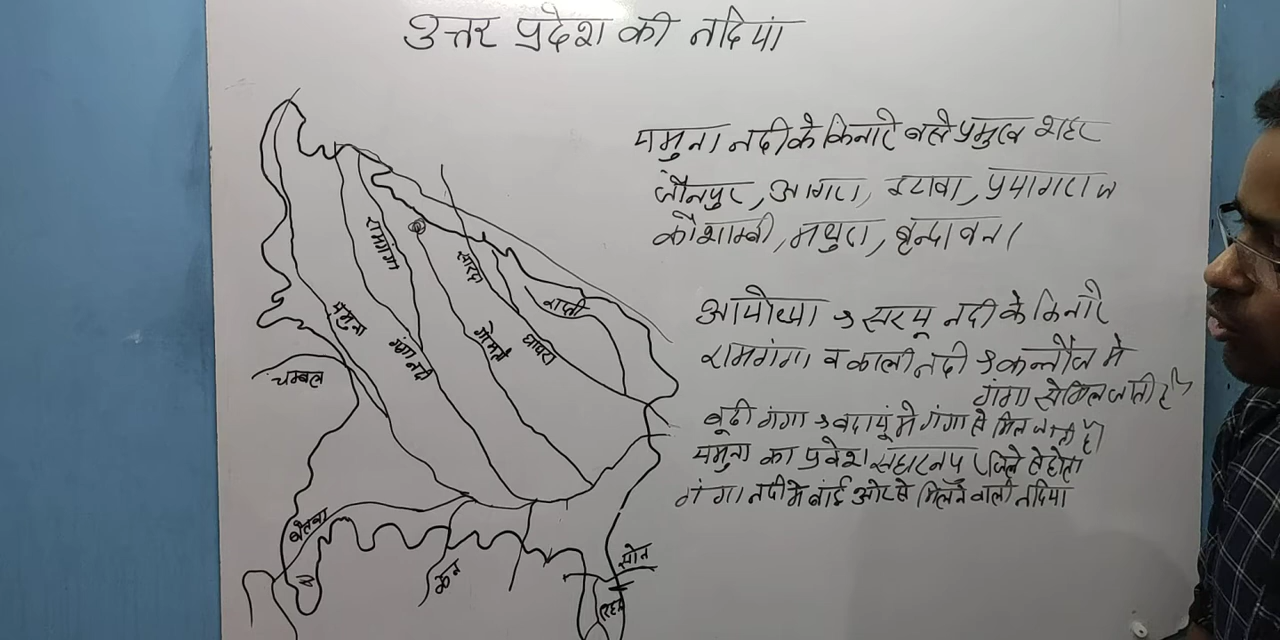 उत्तर प्रदेश की नदियां
यमुना नदी के किनारे बसे प्रमुख शहर
जौनपुर, आगरा, इटावा, प्रयागराज
कौशाम्बी, मथुरा, वृन्दावन।
अयोध्या → सरयू नदी के किनारे
रामगंगा व काली नदी → कन्नौज मे
गंगा से मिल जाती है
बूढी गंगा → बदायूं मे गंगा से मिल जाती है।
यमुना का प्रवेश सहारनपुर जिले से होता
गंगा नदी मे बांई ओर से मिलने वाली नदिया
रामगंगा
सारदा
राप्ती
यमुना
गंगा नदी
गोमती
घाघरा
चम्बल
बेतवा
केन
सोन
रिहन्द